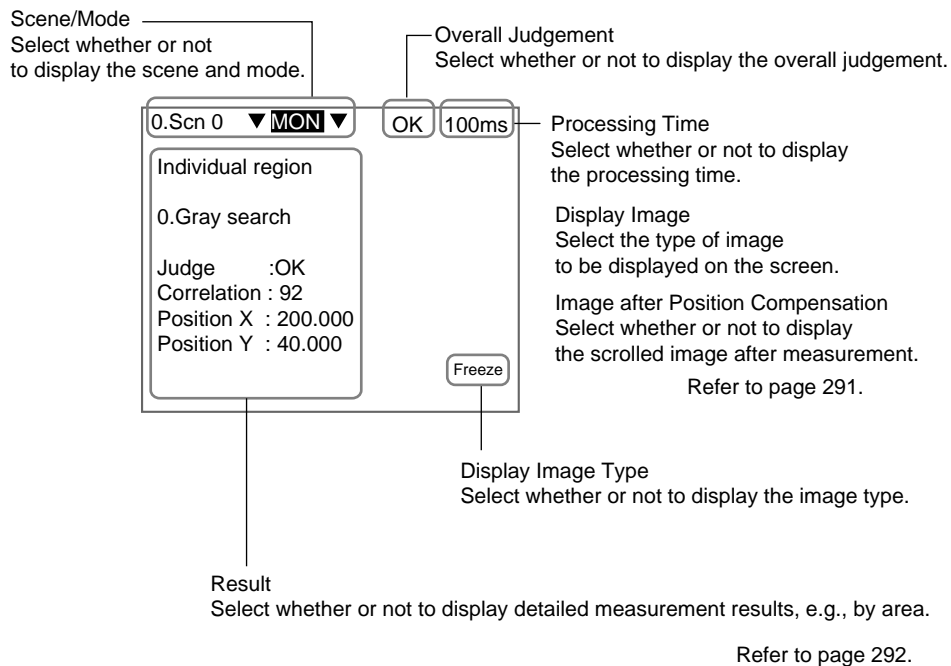 Scene/Mode
Select whether or not
to display the scene and mode.
Overall Judgement
Select whether or not to display the overall judgement.
0.Scn 0 ▼ MON ▼ OK 100ms
Processing Time
Select whether or not to display
the processing time.
Individual region
0.Gray search
Judge :OK
Correlation : 92
Position X : 200.000
Position Y : 40.000
Display Image
Select the type of image
to be displayed on the screen.
Image after Position Compensation
Select whether or not to display
the scrolled image after measurement.
Freeze
Refer to page 291.
Display Image Type
Select whether or not to display the image type.
Result
Select whether or not to display detailed measurement results, e.g., by area.
Refer to page 292.